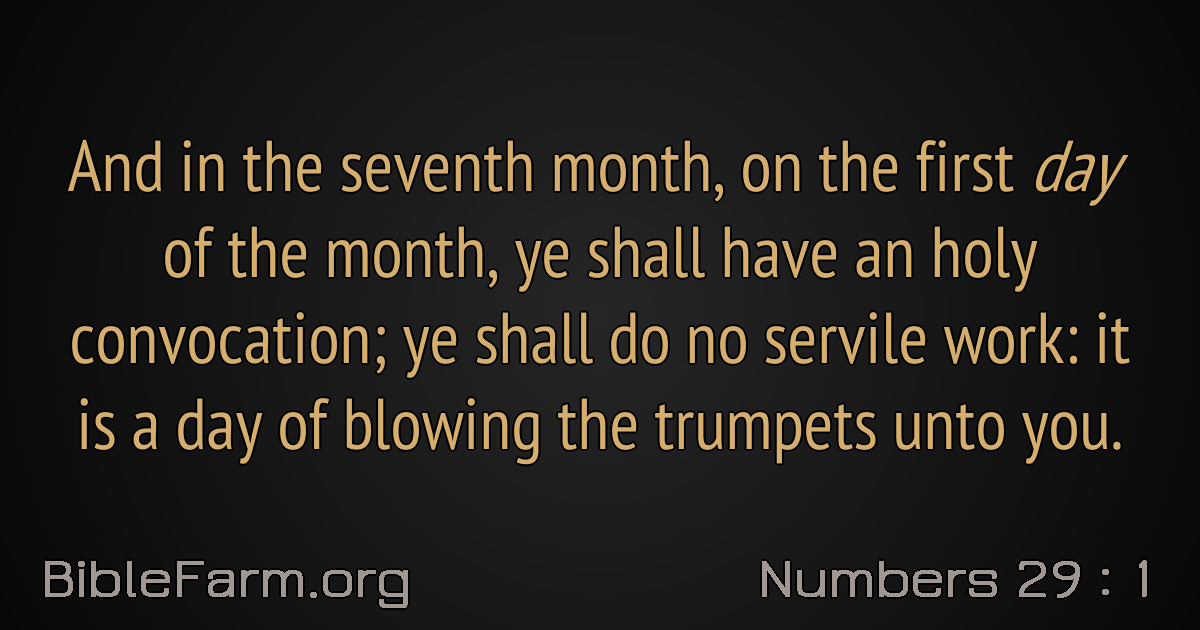 And in the seventh month, on the first day
of the month, ye shall have an holy
convocation; ye shall do no servile work: it
is a day of blowing the trumpets unto you.
BibleFarm.org
Numbers 29 : 1